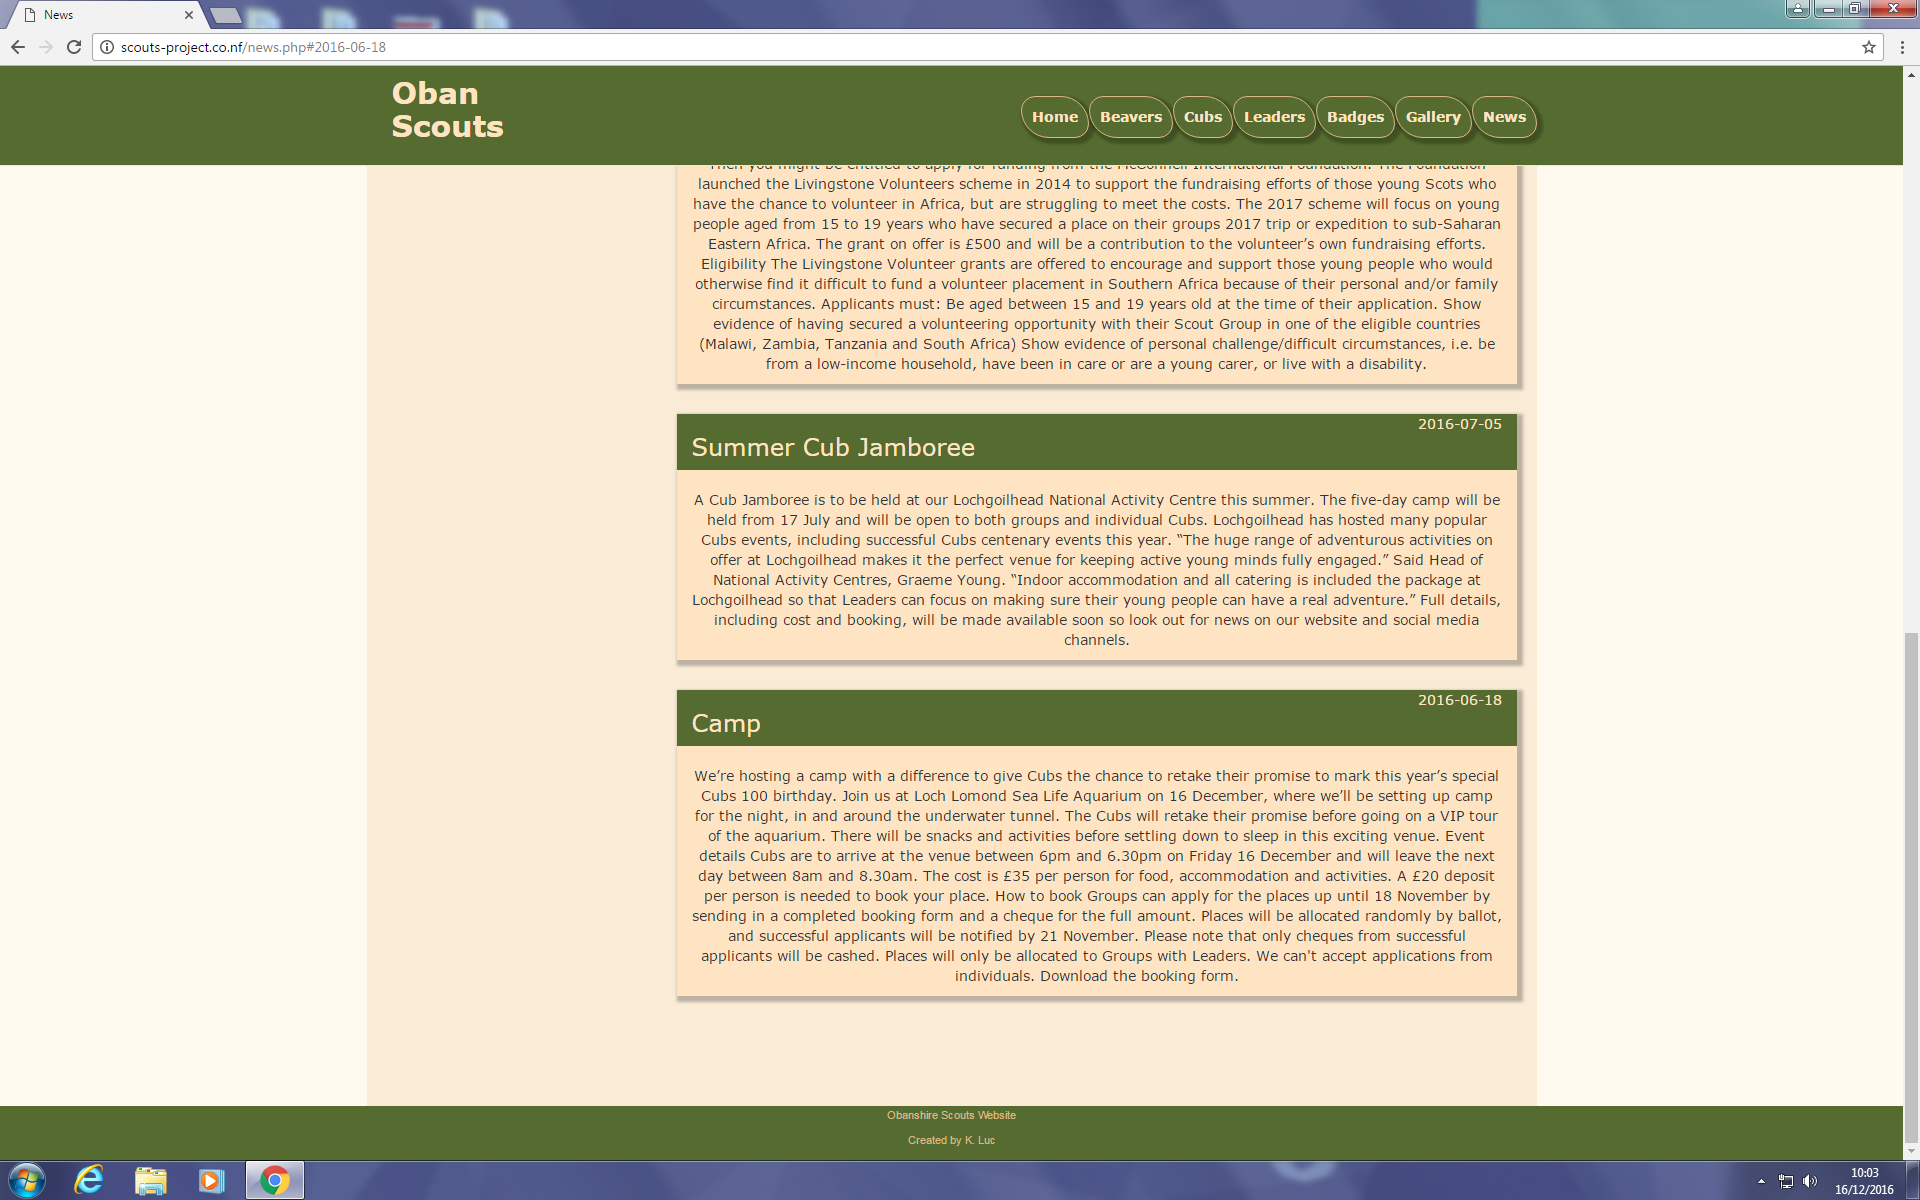 News
scouts-project.co.nf/news.php#2016-06-18
Oban
Scouts
Home Beavers Cubs Leaders Badges Gallery News
Then you might be entitled to apply for funding from the McConnell International Foundation. The Foundation
launched the Livingstone Volunteers scheme in 2014 to support the fundraising efforts of those young Scots who
have the chance to volunteer in Africa, but are struggling to meet the costs. The 2017 scheme will focus on young
people aged from 15 to 19 years who have secured a place on their groups 2017 trip or expedition to sub-Saharan
Eastern Africa. The grant on offer is £500 and will be a contribution to the volunteer’s own fundraising efforts.
Eligibility The Livingstone Volunteer grants are offered to encourage and support those young people who would
otherwise find it difficult to fund a volunteer placement in Southern Africa because of their personal and/or family
circumstances. Applicants must: Be aged between 15 and 19 years old at the time of their application. Show
evidence of having secured a volunteering opportunity with their Scout Group in one of the eligible countries
(Malawi, Zambia, Tanzania and South Africa) Show evidence of personal challenge/difficult circumstances, i.e. be
from a low-income household, have been in care or are a young carer, or live with a disability.
2016-07-05
Summer Cub Jamboree
A Cub Jamboree is to be held at our Lochgoilhead National Activity Centre this summer. The five-day camp will be
held from 17 July and will be open to both groups and individual Cubs. Lochgoilhead has hosted many popular
Cubs events, including successful Cubs centenary events this year. “The huge range of adventurous activities on
offer at Lochgoilhead makes it the perfect venue for keeping active young minds fully engaged.” Said Head of
National Activity Centres, Graeme Young. “Indoor accommodation and all catering is included the package at
Lochgoilhead so that Leaders can focus on making sure their young people can have a real adventure.” Full details,
including cost and booking, will be made available soon so look out for news on our website and social media
channels.
2016-06-18
Camp
We’re hosting a camp with a difference to give Cubs the chance to retake their promise to mark this year’s special
Cubs 100 birthday. Join us at Loch Lomond Sea Life Aquarium on 16 December, where we’ll be setting up camp
for the night, in and around the underwater tunnel. The Cubs will retake their promise before going on a VIP tour
of the aquarium. There will be snacks and activities before settling down to sleep in this exciting venue. Event
details Cubs are to arrive at the venue between 6pm and 6.30pm on Friday 16 December and will leave the next
day between 8am and 8.30am. The cost is £35 per person for food, accommodation and activities. A £20 deposit
per person is needed to book your place. How to book Groups can apply for the places up until 18 November by
sending in a completed booking form and a cheque for the full amount. Places will be allocated randomly by ballot,
and successful applicants will be notified by 21 November. Please note that only cheques from successful
applicants will be cashed. Places will only be allocated to Groups with Leaders. We can't accept applications from
individuals. Download the booking form.
Obanshire Scouts Website
Created by K. Luc
10:03
16/12/2016